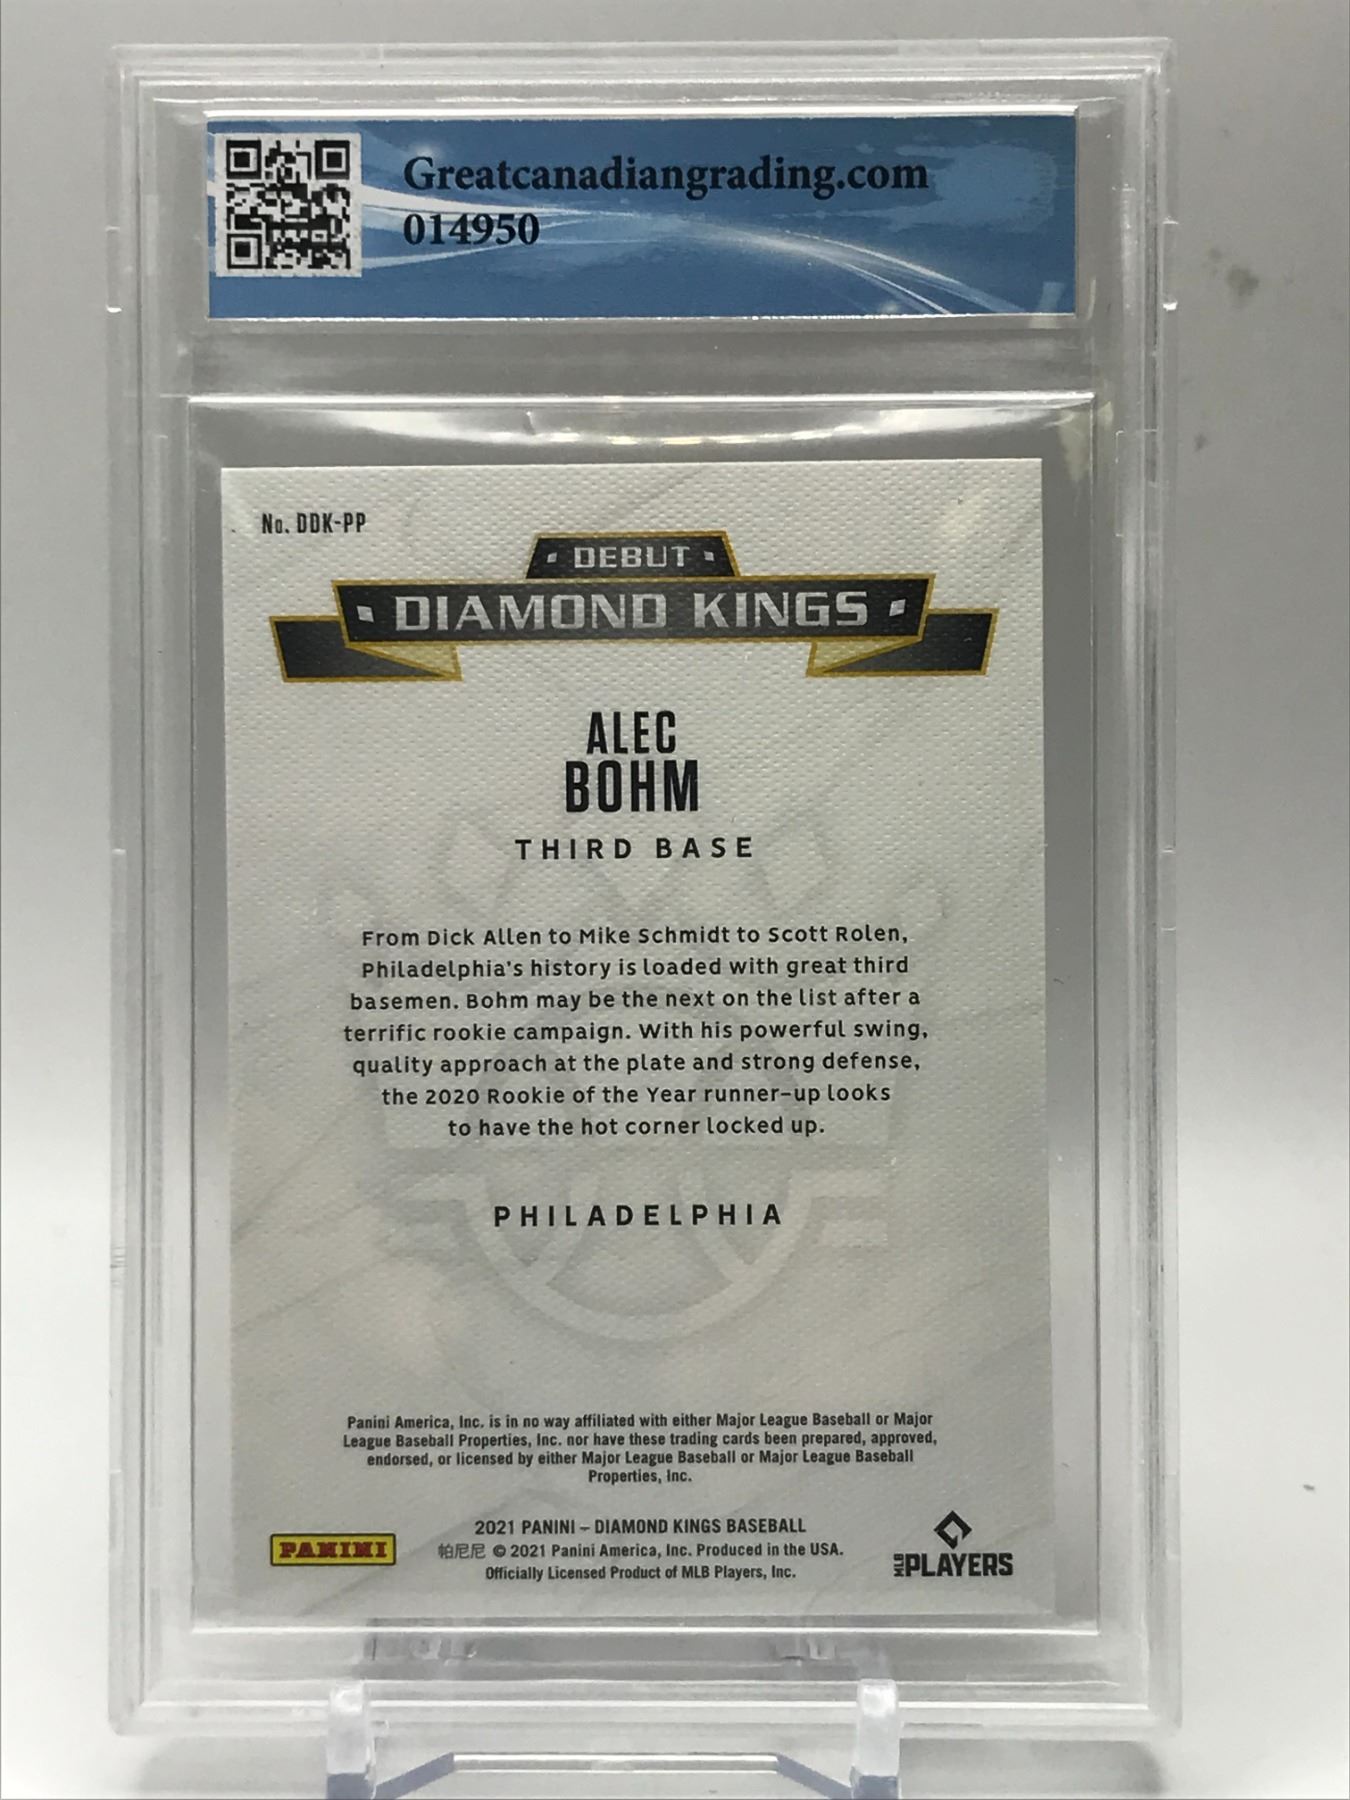 Greatcanadiangrading.com
014950
No. DDK-PP
DEBUT
DIAMOND KINGS
ALEC
BOHM
THIRD BASE
From Dick Allen to Mike Schmidt to Scott Rolen,
Philadelphia's history is loaded with great third
basemen. Bohm may be the next on the list after a
terrific rookie campaign. With his powerful swing,
quality approach at the plate and strong defense,
the 2020 Rookie of the Year runner-up looks
to have the hot corner locked up.
PHILADELPHIA
Panini America, Inc. is in no way affiliated with either Major League Baseball or Major
League Baseball Properties, Inc. nor have these trading cards been prepared, approved,
endorsed, or licensed by either Major League Baseball or Major League Baseball
Properties, Inc.
2021 PANINI – DIAMOND KINGS BASEBALL
帕尼尼 © 2021 Panini America, Inc. Produced in the USA.
Officially Licensed Product of MLB Players, Inc.
PANINI
MLB PLAYERS